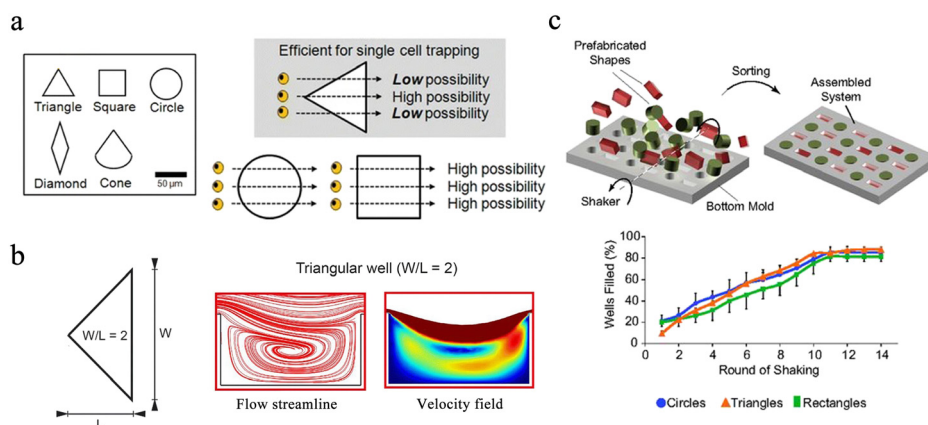 a
Triangle Square Circle
Diamond Cone
50 µm
Efficient for single cell trapping
Low possibility
High possibility
Low possibility
High possibility
High possibility
High possibility
b
W/L = 2
W
L
Triangular well (W/L = 2)
Flow streamline
Velocity field
c
Prefabricated
Shapes
Sorting
Assembled
System
Shaker
Bottom Mold
Wells Filled (%)
100
80
60
40
20
0
0 2 4 6 8 10 12 14
Round of Shaking
Circles Triangles Rectangles